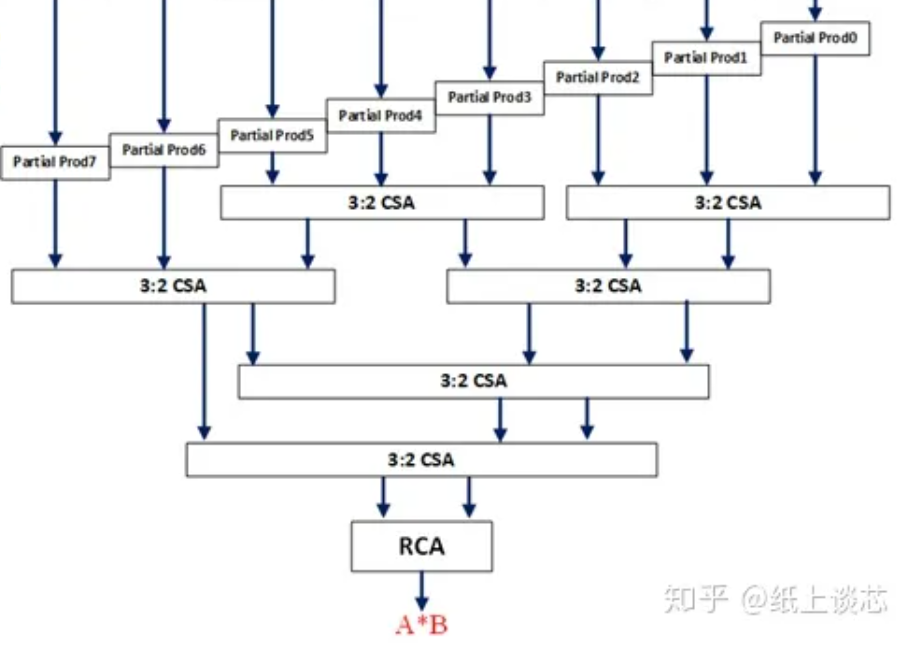 Partial Prod0
Partial Prod1
Partial Prod2
Partial Prod3
Partial Prod4
Partial Prod5
Partial Prod6
Partial Prod7
3:2 CSA
3:2 CSA
3:2 CSA
3:2 CSA
3:2 CSA
3:2 CSA
RCA
A*B
知乎 @纸上谈芯